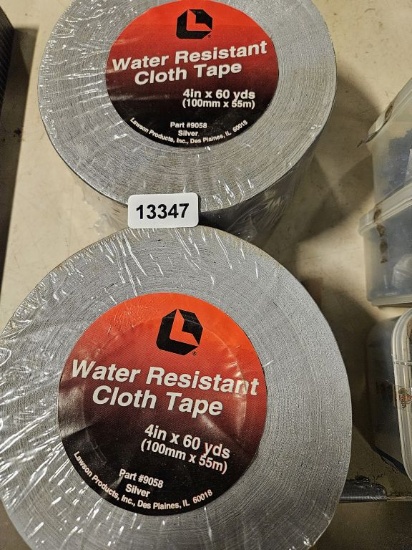 Water Resistant
Cloth Tape
4in x 60 yds
(100mm x 55m)
Part #9058
Silver
Lawson Products, Inc., Des Plaines, IL 60018
13347
Water Resistant
Cloth Tape
4in x 60 yds
(100mm x 55m)
Part #9058
Silver
Lawson Products, Inc., Des Plaines, IL 60018